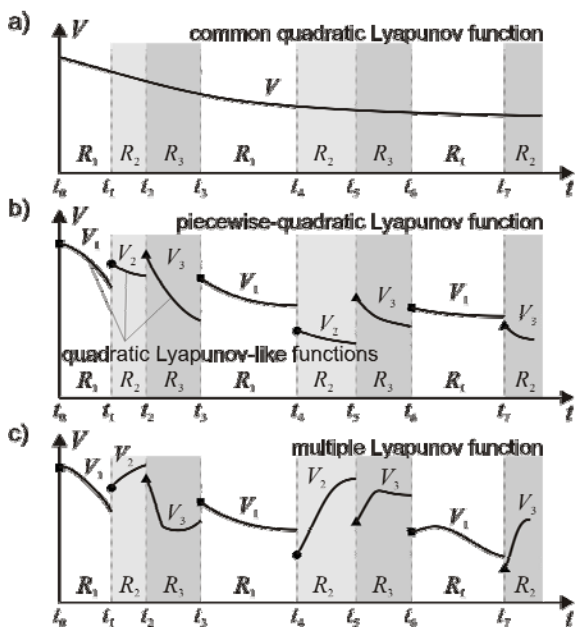 a) V common quadratic Lyapunov function
V
R₁ R₂ R₃ R₁ R₂ R₃ R₁ R₂
t₀ t₁ t₂ t₃ t₄ t₅ t₆ t₇ t
b) V piecewise-quadratic Lyapunov function
V₁ V₂ V₃ V₁ V₂ V₃ V₁ V₃
quadratic Lyapunov-like functions
R₁ R₂ R₃ R₁ R₂ R₃ R₁ R₂
t₀ t₁ t₂ t₃ t₄ t₅ t₆ t₇ t
c) V multiple Lyapunov function
V₁ V₂ V₃ V₁ V₂ V₃ V₁ V₃
R₁ R₂ R₃ R₁ R₂ R₃ R₁ R₂
t₀ t₁ t₂ t₃ t₄ t₅ t₆ t₇ t